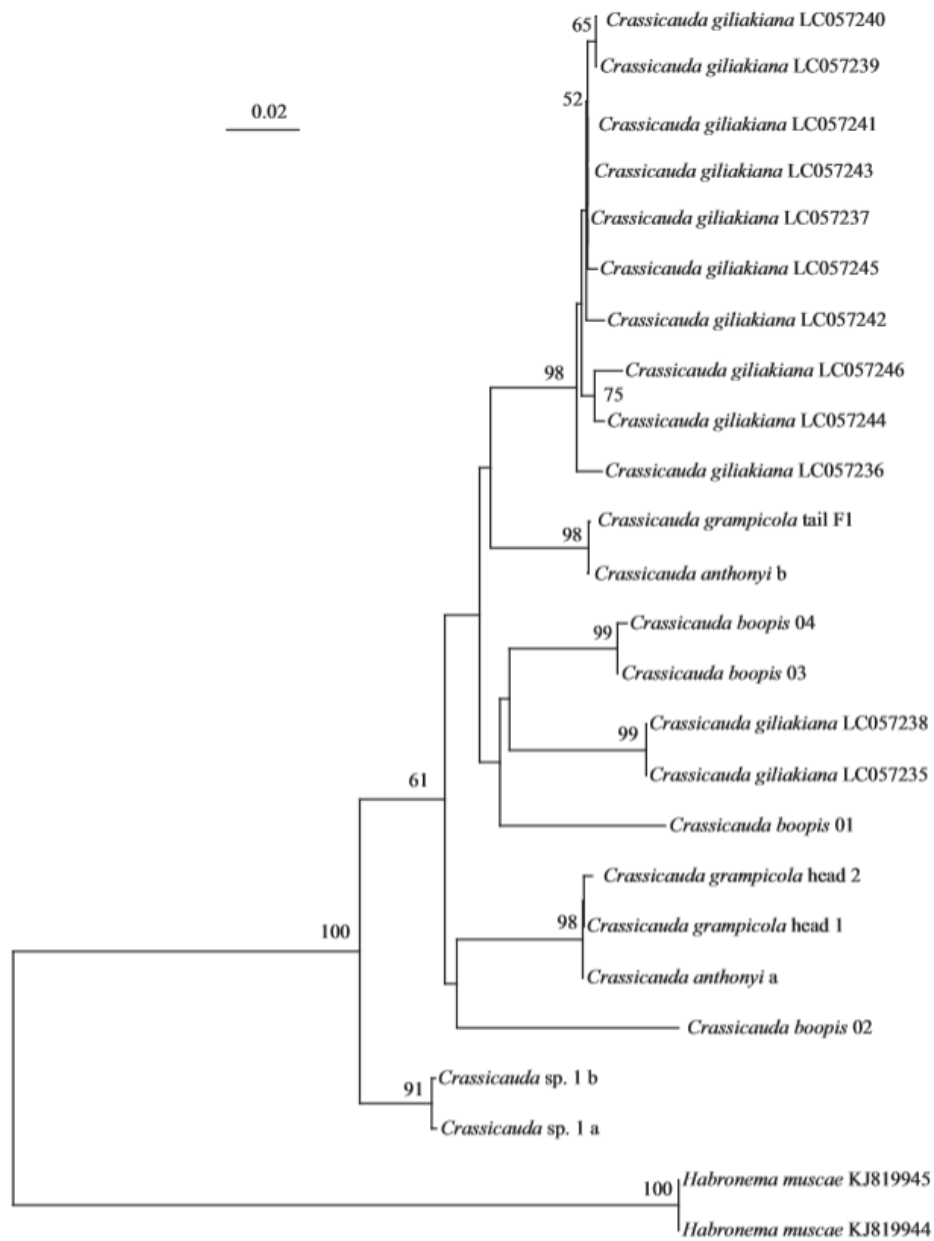 65
Crassicauda giliakiana LC057240
Crassicauda giliakiana LC057239
52
0.02
Crassicauda giliakiana LC057241
Crassicauda giliakiana LC057243
Crassicauda giliakiana LC057237
Crassicauda giliakiana LC057245
Crassicauda giliakiana LC057242
98
Crassicauda giliakiana LC057246
75
Crassicauda giliakiana LC057244
Crassicauda giliakiana LC057236
98
Crassicauda grampicola tail F1
Crassicauda anthonyi b
99
Crassicauda boopis 04
Crassicauda boopis 03
99
Crassicauda giliakiana LC057238
Crassicauda giliakiana LC057235
61
Crassicauda boopis 01
Crassicauda grampicola head 2
98
Crassicauda grampicola head 1
100
Crassicauda anthonyi a
Crassicauda boopis 02
91
Crassicauda sp. 1 b
Crassicauda sp. 1 a
100
Habronema muscae KJ819945
Habronema muscae KJ819944